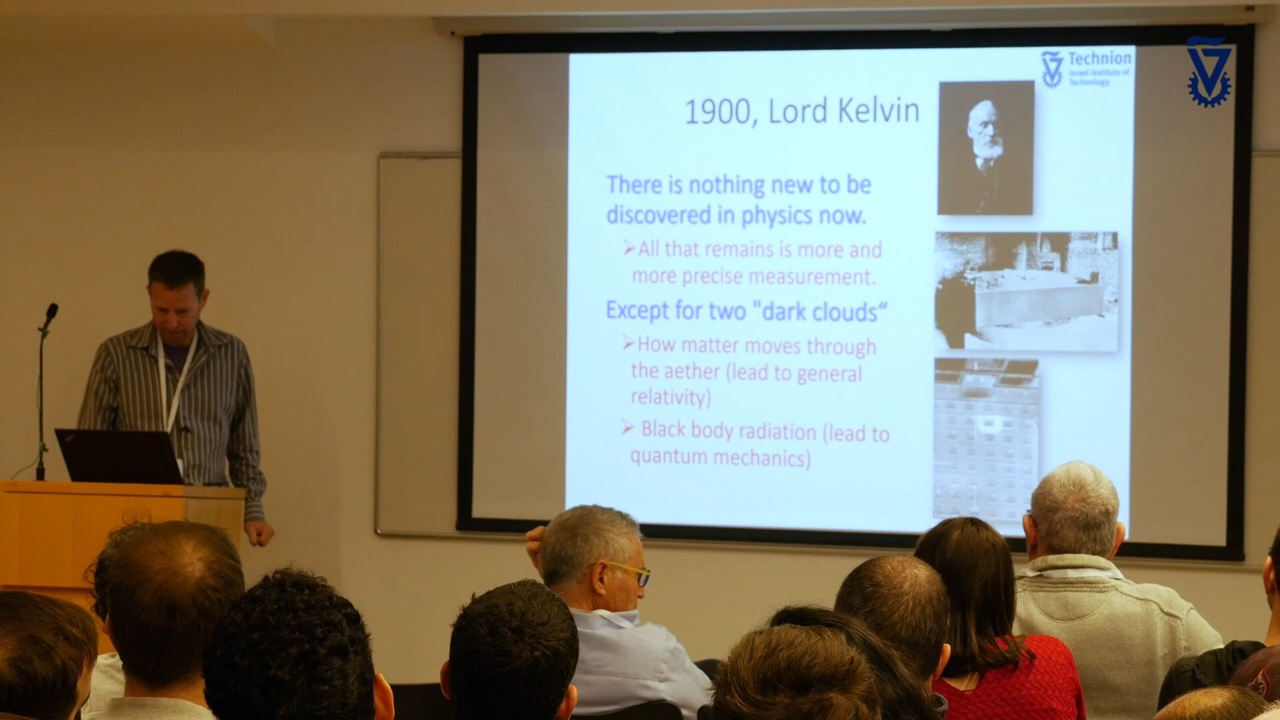 Technion
Israel Institute of
Technology
1900, Lord Kelvin
There is nothing new to be
discovered in physics now.
➢All that remains is more and
more precise measurement.
Except for two "dark clouds“
➢How matter moves through
the aether (lead to general
relativity)
➢ Black body radiation (lead to
quantum mechanics)